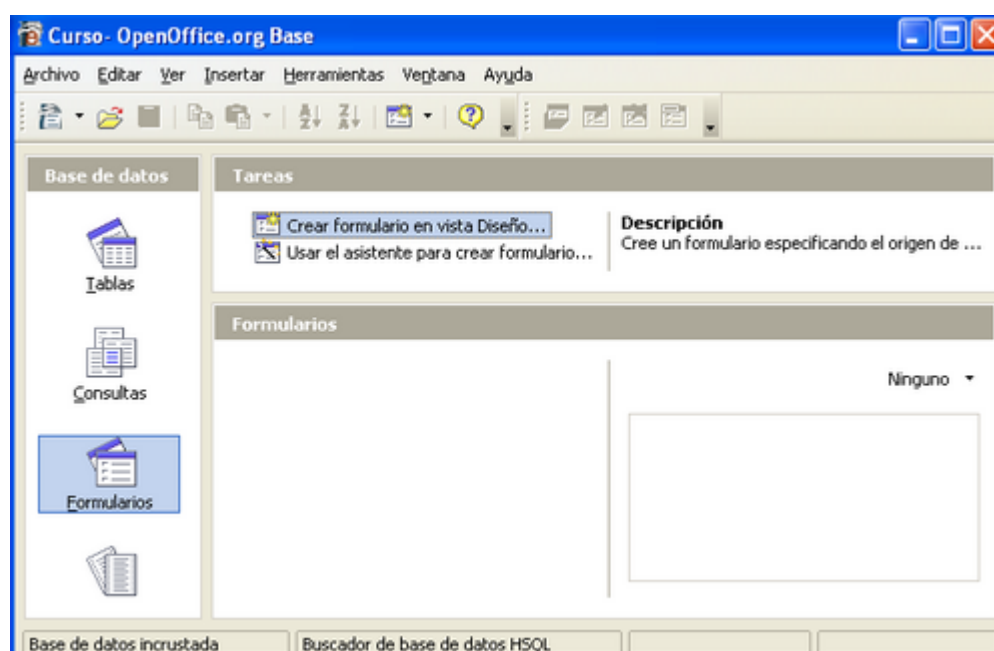 Curso- OpenOffice.org Base
Archivo Editar Ver Insertar Herramientas Ventana Ayuda
Base de datos
Tareas
Crear formulario en vista Diseño...
Usar el asistente para crear formulario...
Descripción
Cree un formulario especificando el origen de ...
Tablas
Formularios
Consultas
Ninguno
Formularios
Base de datos incrustada
Buscador de base de datos HSQL